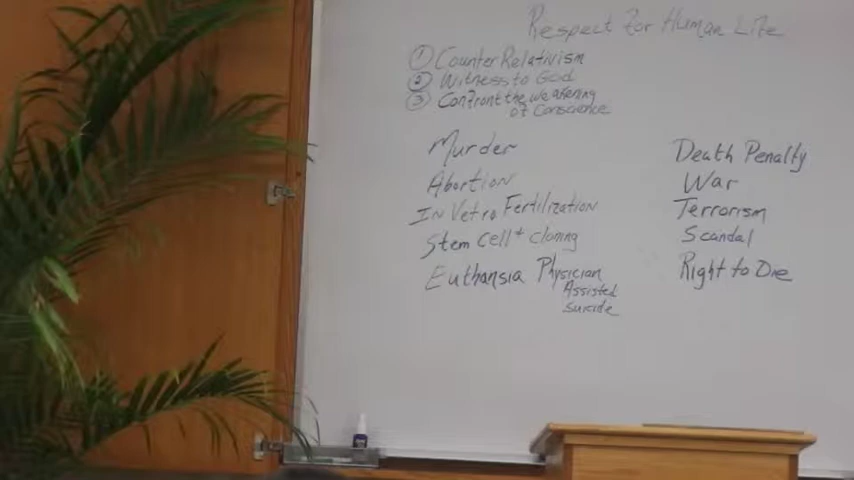 Respect for Human Life
① Counter Relativism
② Witness to God
③ Confront the weakening
of Conscience
Murder
Abortion
In Vetro Fertilization
Stem Cell + Cloning
Euthansia Physician
Assisted
Suicide
Death Penalty
War
Terrorism
Scandal
Right to Die